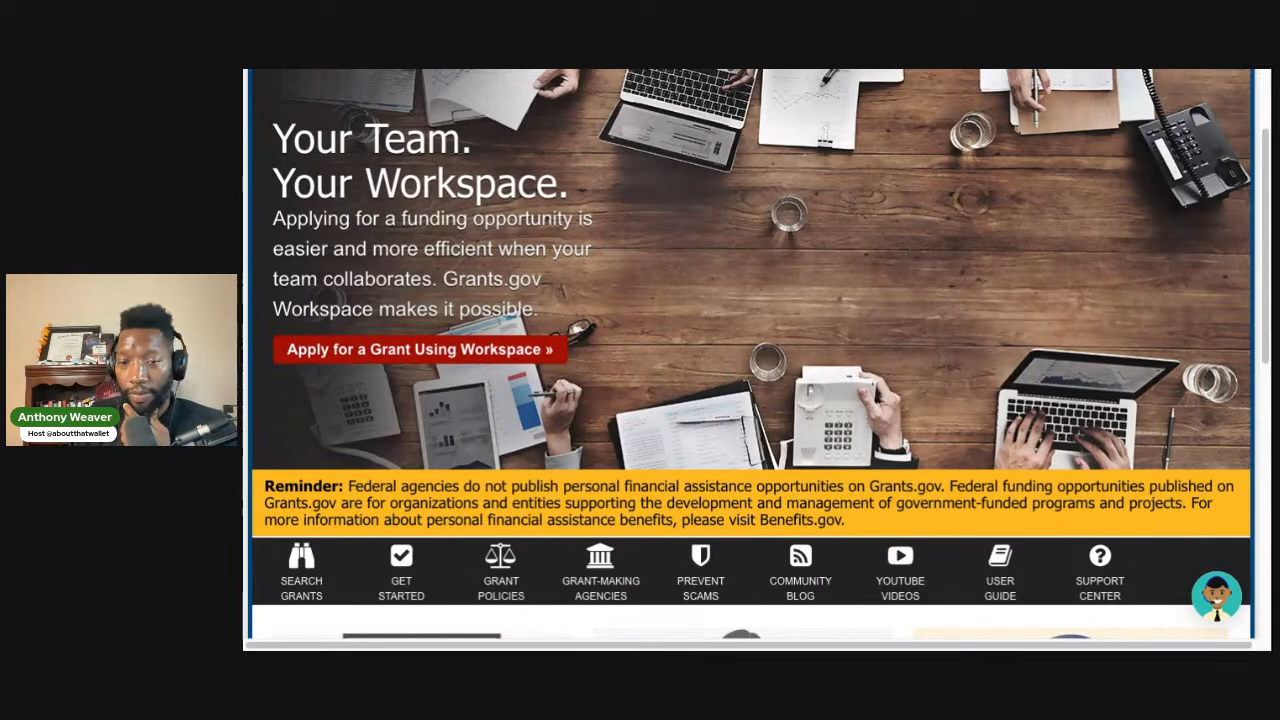 Your Team.
Your Workspace.
Applying for a funding opportunity is
easier and more efficient when your
team collaborates. Grants.gov
Workspace makes it possible.
Apply for a Grant Using Workspace »
Anthony Weaver
Host @aboutthatwallet
Reminder: Federal agencies do not publish personal financial assistance opportunities on Grants.gov. Federal funding opportunities published on
Grants.gov are for organizations and entities supporting the development and management of government-funded programs and projects. For
more information about personal financial assistance benefits, please visit Benefits.gov.
SEARCH
GRANTS
GET
STARTED
GRANT
POLICIES
GRANT-MAKING
AGENCIES
PREVENT
SCAMS
COMMUNITY
BLOG
YOUTUBE
VIDEOS
USER
GUIDE
SUPPORT
CENTER